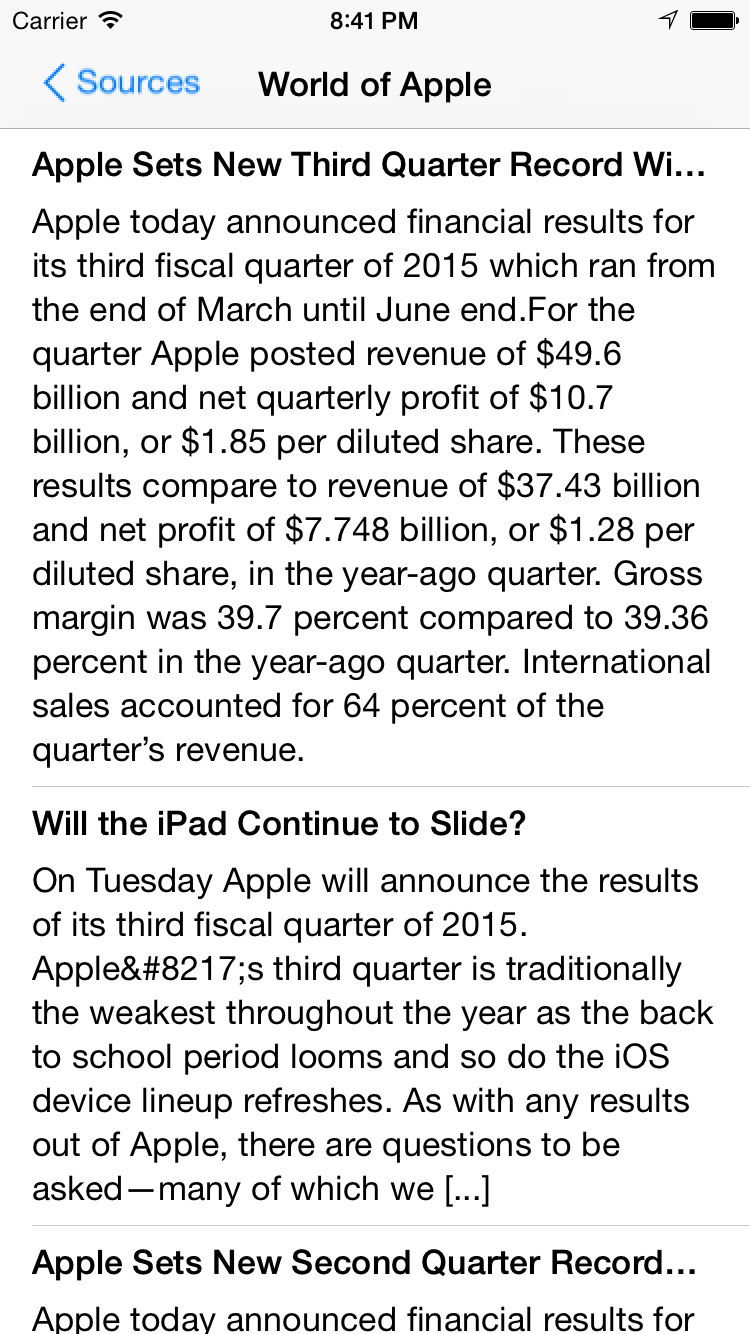 Carrier 8:41 PM
Sources World of Apple
Apple Sets New Third Quarter Record Wi...
Apple today announced financial results for
its third fiscal quarter of 2015 which ran from
the end of March until June end.For the
quarter Apple posted revenue of $49.6
billion and net quarterly profit of $10.7
billion, or $1.85 per diluted share. These
results compare to revenue of $37.43 billion
and net profit of $7.748 billion, or $1.28 per
diluted share, in the year-ago quarter. Gross
margin was 39.7 percent compared to 39.36
percent in the year-ago quarter. International
sales accounted for 64 percent of the
quarter’s revenue.
Will the iPad Continue to Slide?
On Tuesday Apple will announce the results
of its third fiscal quarter of 2015.
Apple&#8217;s third quarter is traditionally
the weakest throughout the year as the back
to school period looms and so do the iOS
device lineup refreshes. As with any results
out of Apple, there are questions to be
asked—many of which we [...]
Apple Sets New Second Quarter Record...
Apple today announced financial results for